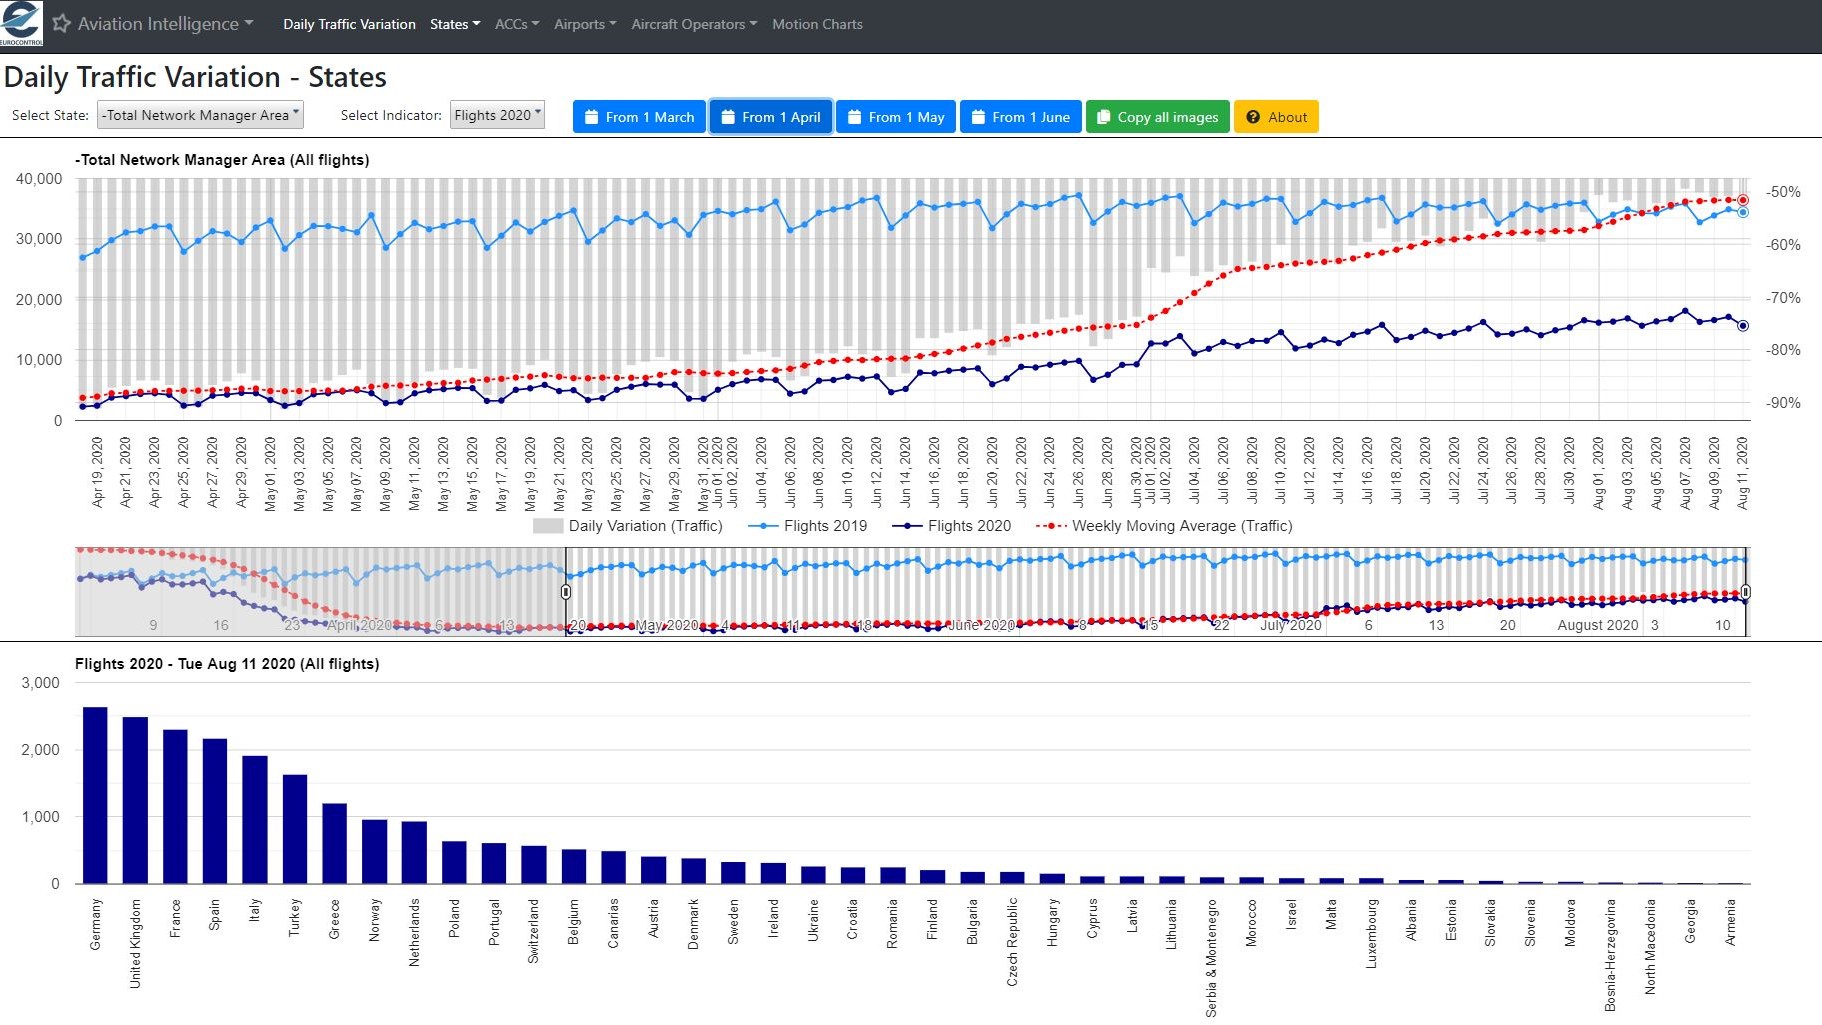 EUROCONTROL
Aviation Intelligence
Daily Traffic Variation
States
ACCs
Airports
Aircraft Operators
Motion Charts
Daily Traffic Variation - States
Select State:
-Total Network Manager Area
Select Indicator:
Flights 2020
From 1 March
From 1 April
From 1 May
From 1 June
Copy all images
About
-Total Network Manager Area (All flights)
40,000
30,000
20,000
10,000
0
-50%
-60%
-70%
-80%
-90%
Apr 19, 2020
Apr 21, 2020
Apr 23, 2020
Apr 25, 2020
Apr 27, 2020
Apr 29, 2020
May 01, 2020
May 03, 2020
May 05, 2020
May 07, 2020
May 09, 2020
May 11, 2020
May 13, 2020
May 15, 2020
May 17, 2020
May 19, 2020
May 21, 2020
May 23, 2020
May 25, 2020
May 27, 2020
May 29, 2020
May 31, 2020
Jun 01, 2020
Jun 02, 2020
Jun 04, 2020
Jun 06, 2020
Jun 08, 2020
Jun 10, 2020
Jun 12, 2020
Jun 14, 2020
Jun 16, 2020
Jun 18, 2020
Jun 20, 2020
Jun 22, 2020
Jun 24, 2020
Jun 26, 2020
Jun 28, 2020
Jun 30, 2020
Jul 01, 2020
Jul 02, 2020
Jul 04, 2020
Jul 06, 2020
Jul 08, 2020
Jul 10, 2020
Jul 12, 2020
Jul 14, 2020
Jul 16, 2020
Jul 18, 2020
Jul 20, 2020
Jul 22, 2020
Jul 24, 2020
Jul 26, 2020
Jul 28, 2020
Jul 30, 2020
Aug 01, 2020
Aug 03, 2020
Aug 05, 2020
Aug 07, 2020
Aug 09, 2020
Aug 11, 2020
Daily Variation (Traffic)
Flights 2019
Flights 2020
Weekly Moving Average (Traffic)
9
16
23
April 2020
6
13
20
May 2020
4
11
18
June 2020
8
15
22
July 2020
6
13
20
August 2020
3
10
Flights 2020 - Tue Aug 11 2020 (All flights)
3,000
2,000
1,000
0
Germany
United Kingdom
France
Spain
Italy
Turkey
Greece
Norway
Netherlands
Poland
Portugal
Switzerland
Belgium
Canarias
Austria
Denmark
Sweden
Ireland
Ukraine
Croatia
Romania
Finland
Bulgaria
Czech Republic
Hungary
Cyprus
Latvia
Lithuania
Serbia & Montenegro
Morocco
Israel
Malta
Luxembourg
Albania
Estonia
Slovakia
Slovenia
Moldova
Bosnia-Herzegovina
North Macedonia
Georgia
Armenia